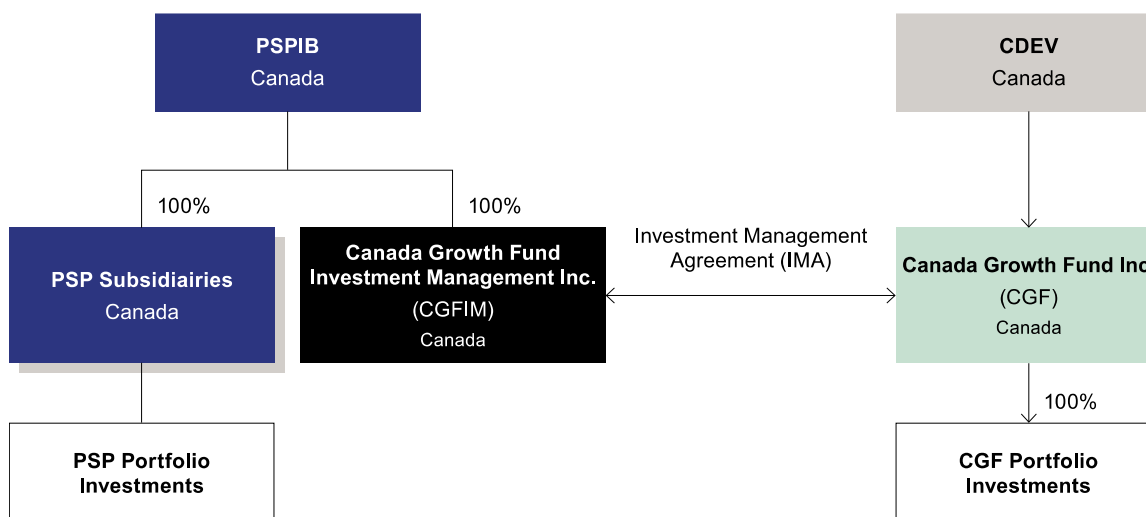 PSPIB
Canada
CDEV
Canada
100%
100%
PSP Subsidiairies
Canada
Canada Growth Fund
Investment Management Inc.
(CGFIM)
Canada
Investment Management
Agreement (IMA)
Canada Growth Fund Inc
(CGF)
Canada
100%
PSP Portfolio
Investments
CGF Portfolio
Investments